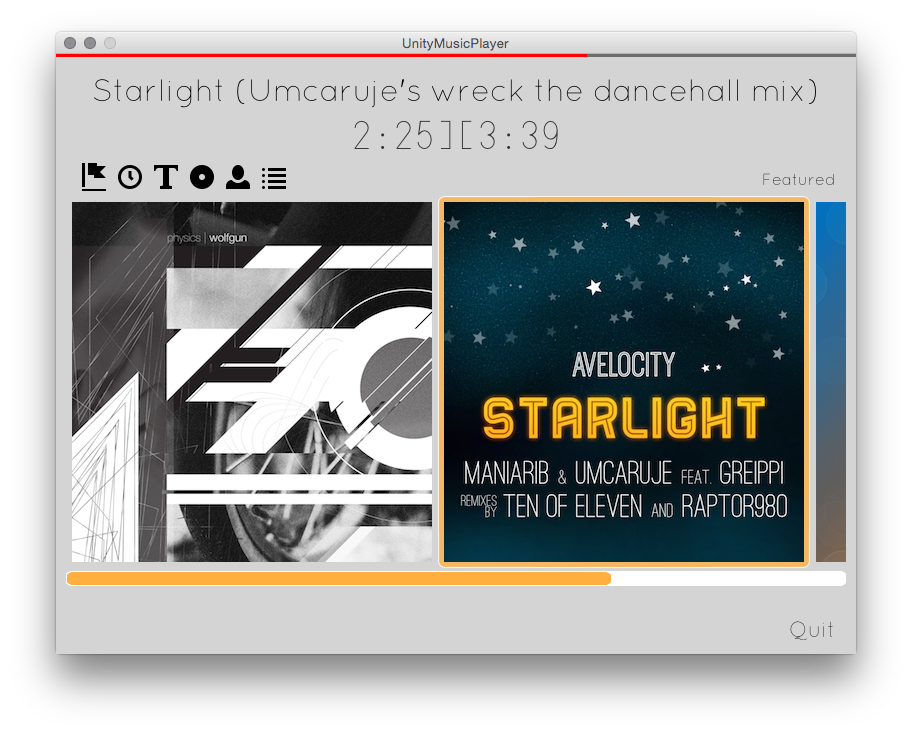 UnityMusicPlayer
Starlight (Umcaruje's wreck the dancehall mix)
2:25][3:39
Featured
physics | wolfgun
AVELOCITY
STARLIGHT
MANIARIB & UMCARUJE FEAT. GREIPPI
REMIXES BY TEN OF ELEVEN AND RAPTOR980
Quit